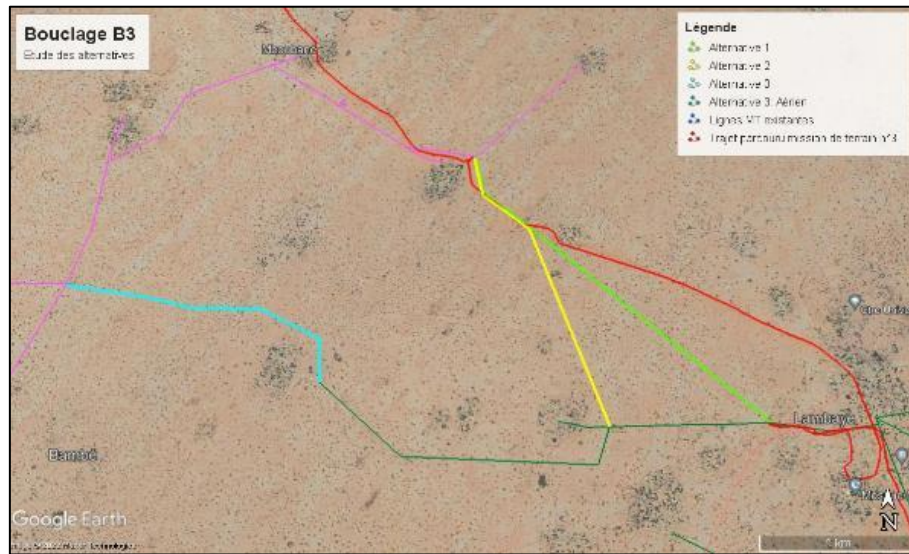 Bouclage B3
Etude des alternatives
Légende
Alternative 1
Alternative 2
Alternative 3
Alternative 3: Aérien
Lignes MT existantes
Trajet parcouru mission de terrain n°3
Lambaye
Bambé
Google Earth
N